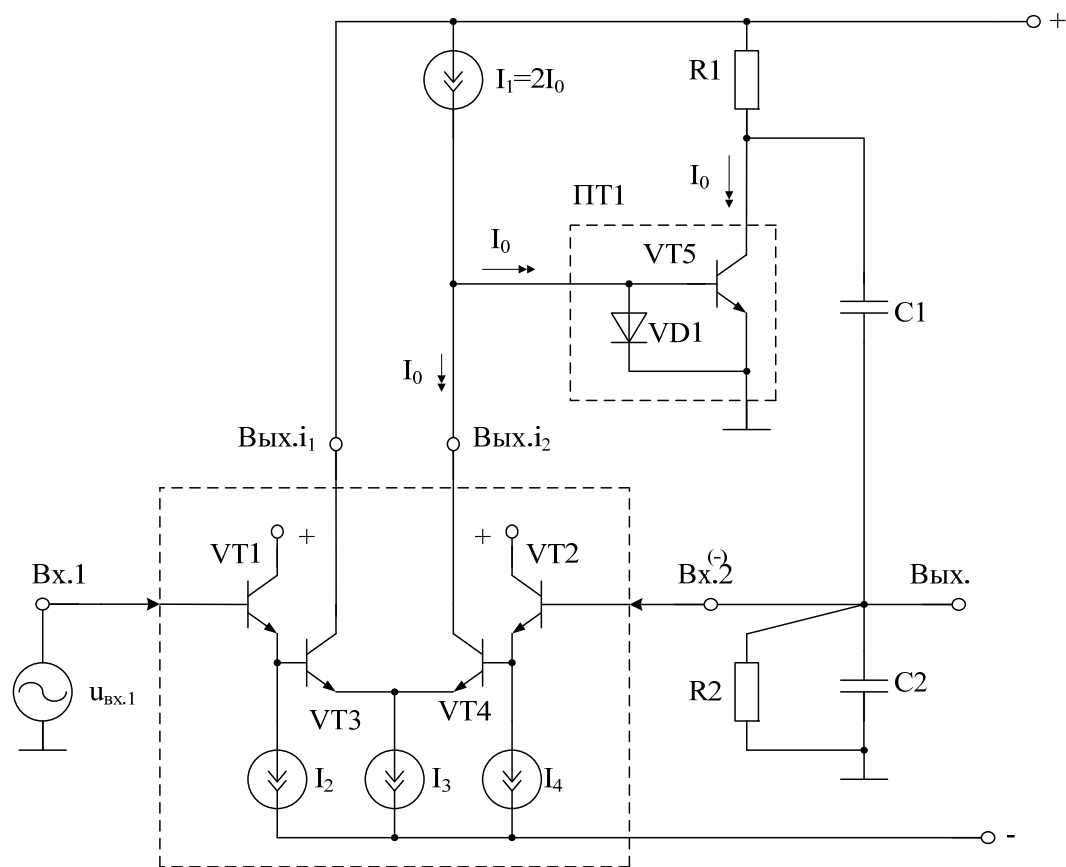 +
I₁=2I₀
R1
I₀
ПТ1
I₀
VT5
VD1
C1
I₀
Вых.i₁
Вых.i₂
+
+
VT1
VT2
Вх.1
Вх.2
(-)
Вых.
uвх.1
VT3
VT4
R2
C2
I₂
I₃
I₄
-